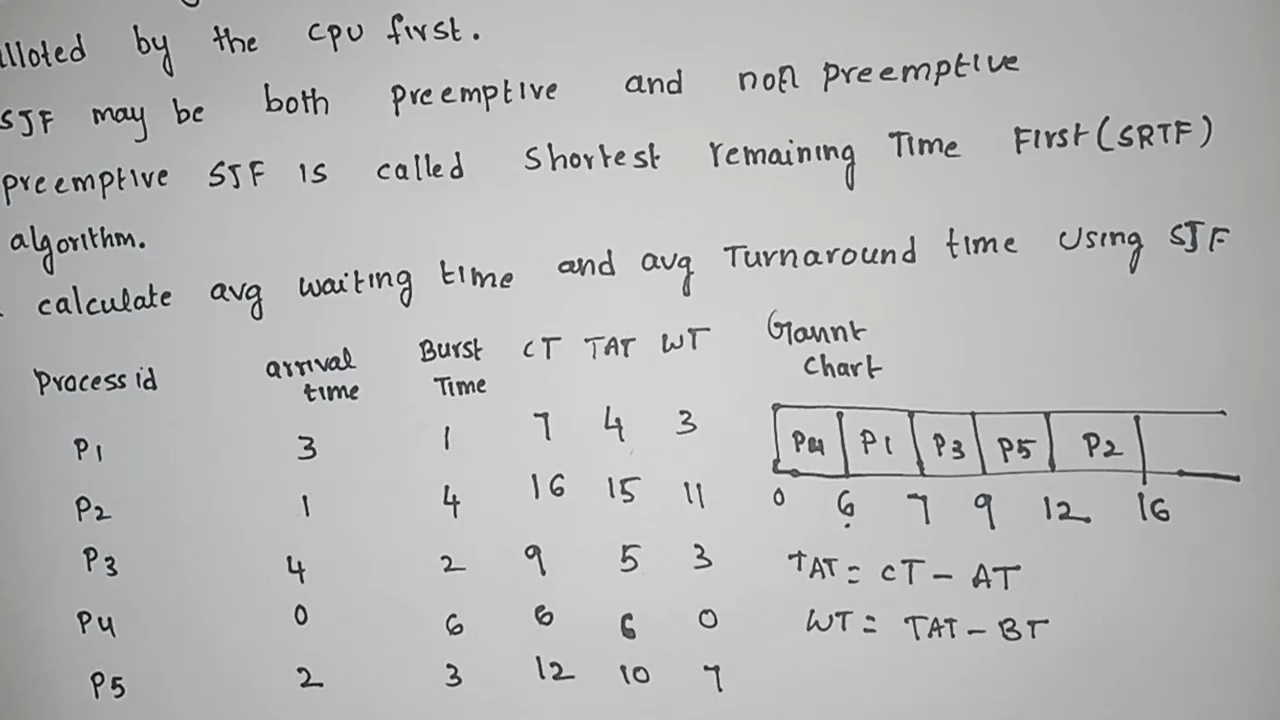 lloted by the cpu first.
SJF may be both preemptive and non preemptive
preemptive SJF is called shortest remaining Time First (SRTF)
algorithm.
calculate avg waiting time and avg Turnaround time using SJF
Process id arrival time Burst Time CT TAT WT
P1 3 1 7 4 3
P2 1 4 16 15 11
P3 4 2 9 5 3
P4 0 6 6 6 0
P5 2 3 12 10 7
Gannt
chart
P4 P1 P3 P5 P2
0 6 7 9 12 16
TAT = CT - AT
WT = TAT - BT